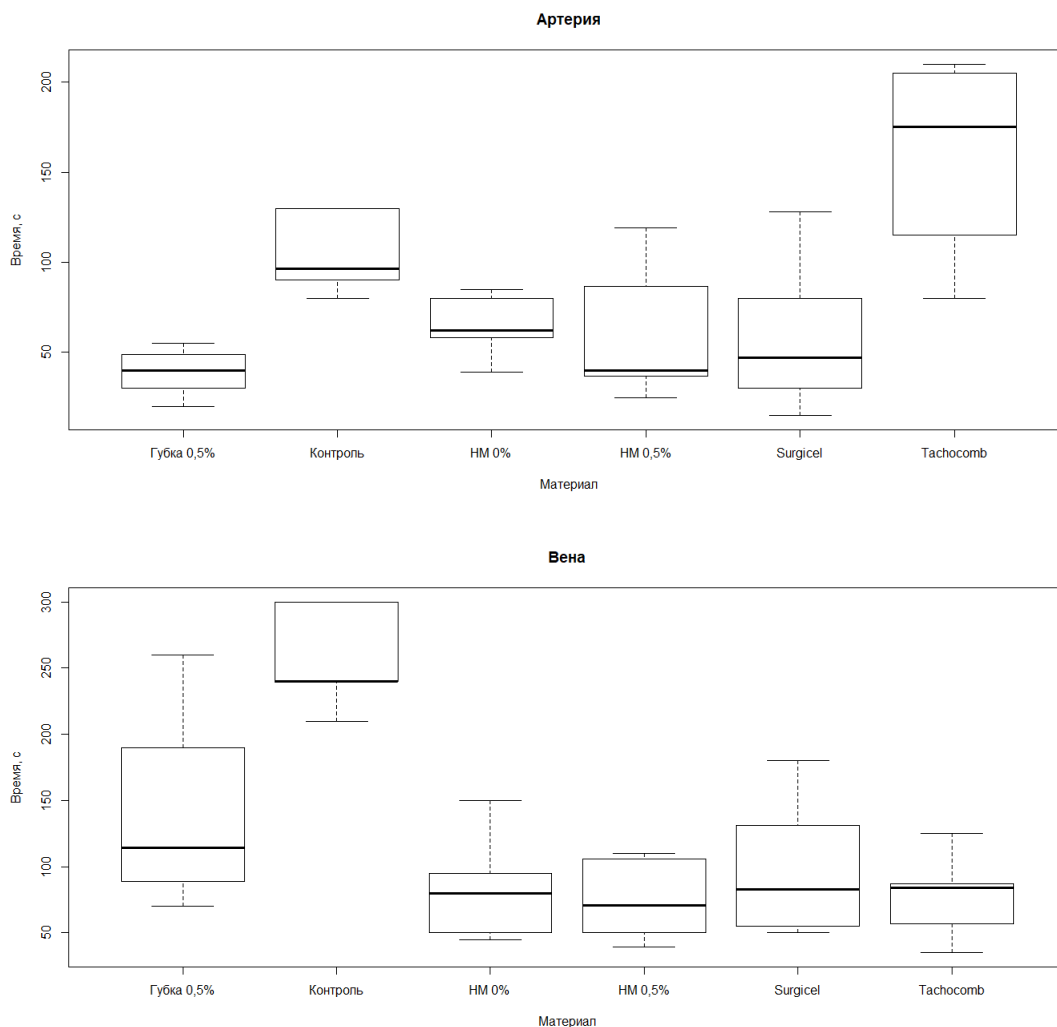 Артерия
Время, с
200
150
100
50
Губка 0,5% Контроль НМ 0% НМ 0,5% Surgicel Tachocomb
Материал
Вена
Время, с
300
250
200
150
100
50
Губка 0,5% Контроль НМ 0% НМ 0,5% Surgicel Tachocomb
Материал